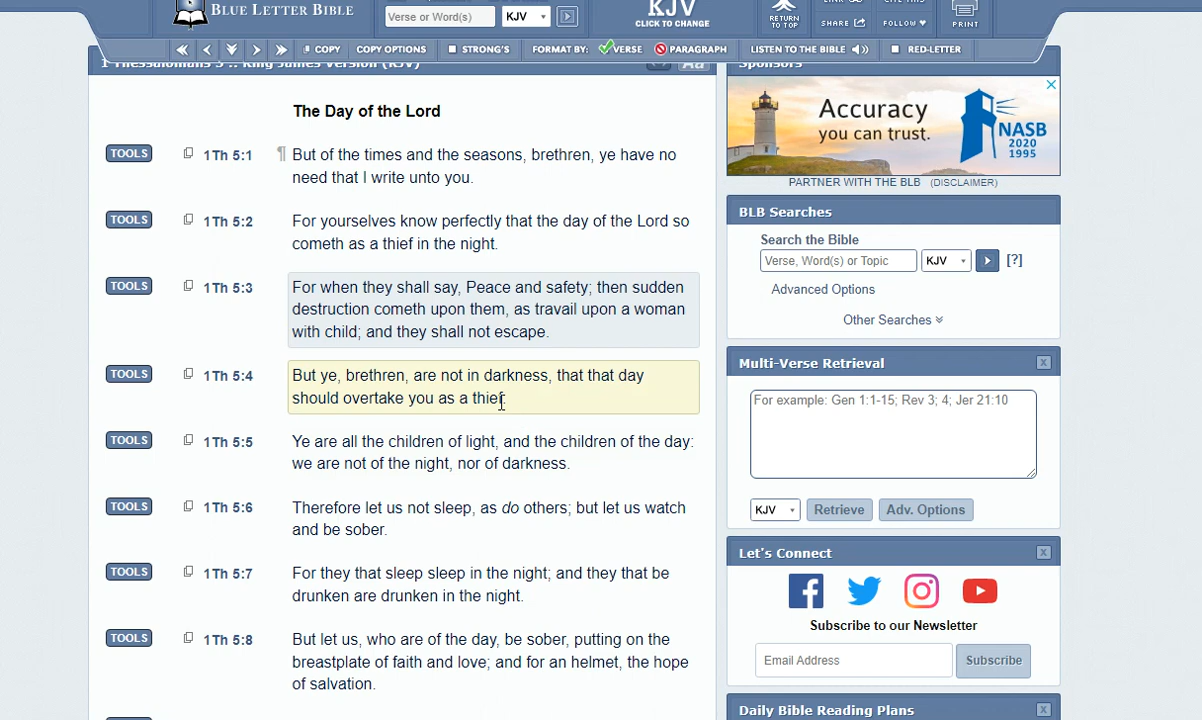 BLUE LETTER BIBLE
Verse or Word(s)
KJV
KJV
CLICK TO CHANGE
RETURN
TO TOP
SHARE
FOLLOW
PRINT
COPY
COPY OPTIONS
STRONG'S
FORMAT BY:
VERSE
PARAGRAPH
LISTEN TO THE BIBLE
RED-LETTER
1 Thessalonians 5 :: King James Version (KJV)
Aa
The Day of the Lord
TOOLS
1Th 5:1
¶ But of the times and the seasons, brethren, ye have no
need that I write unto you.
TOOLS
1Th 5:2
For yourselves know perfectly that the day of the Lord so
cometh as a thief in the night.
TOOLS
1Th 5:3
For when they shall say, Peace and safety; then sudden
destruction cometh upon them, as travail upon a woman
with child; and they shall not escape.
TOOLS
1Th 5:4
But ye, brethren, are not in darkness, that that day
should overtake you as a thief.
TOOLS
1Th 5:5
Ye are all the children of light, and the children of the day:
we are not of the night, nor of darkness.
TOOLS
1Th 5:6
Therefore let us not sleep, as do others; but let us watch
and be sober.
TOOLS
1Th 5:7
For they that sleep sleep in the night; and they that be
drunken are drunken in the night.
TOOLS
1Th 5:8
But let us, who are of the day, be sober, putting on the
breastplate of faith and love; and for an helmet, the hope
of salvation.
Sponsors
Accuracy
you can trust.
NASB
2020
1995
PARTNER WITH THE BLB (DISCLAIMER)
BLB Searches
Search the Bible
Verse, Word(s) or Topic
KJV
[?]
Advanced Options
Other Searches
Multi-Verse Retrieval
x
For example: Gen 1:1-15; Rev 3; 4; Jer 21:10
KJV
Retrieve
Adv. Options
Let's Connect
x
Subscribe to our Newsletter
Email Address
Subscribe
Daily Bible Reading Plans
x